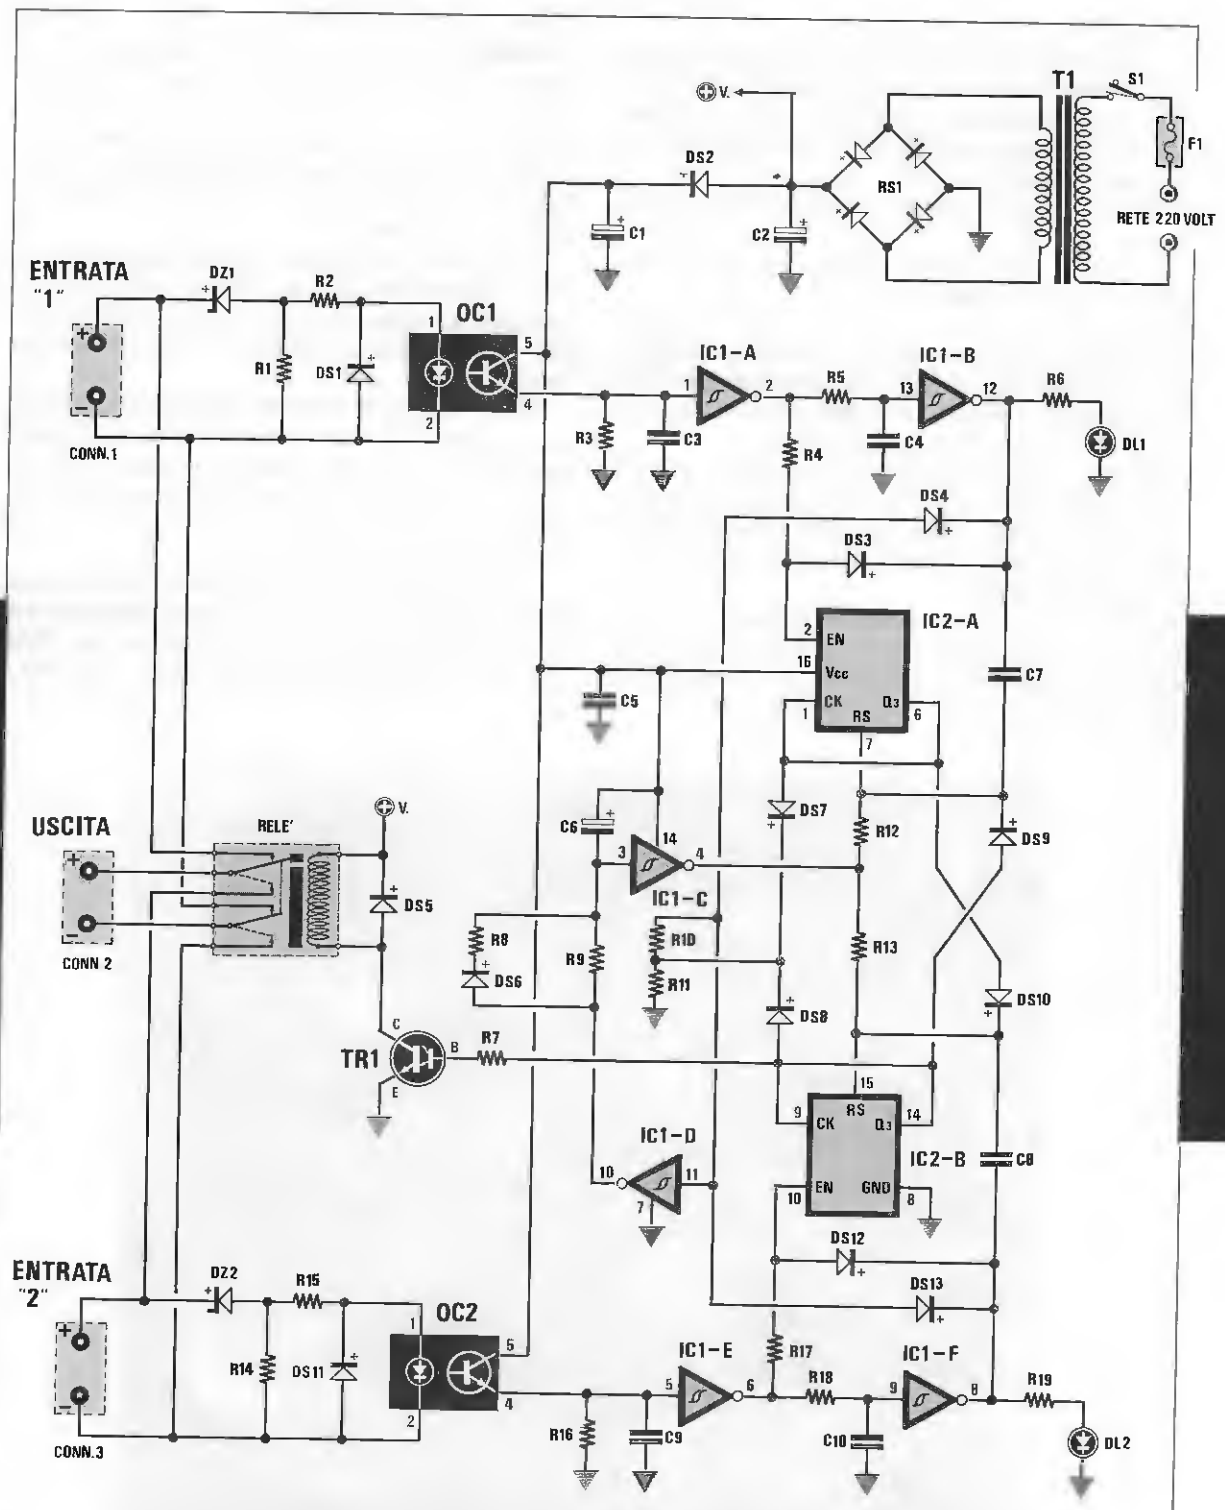 T1
S1
F1
RETE 220 VOLT
V.
DS2
RS1
C1
C2
ENTRATA
"1"
DZ1
R2
OC1
1
5
4
2
R1
DS1
CONN.1
IC1-A
1
2
R5
IC1-B
13
12
R6
R3
C3
R4
C4
DL1
DS4
DS3
IC2-A
2
EN
16
Vcc
CK
1
RS
7
Q3
6
C7
C5
USCITA
RELE'
V.
C6
14
3
4
IC1-C
DS7
R12
DS9
DS5
CONN.2
R8
R9
R10
R11
R13
DS6
DS10
DS8
C
TR1
B
E
R7
15
RS
9
CK
14
Q3
IC2-B
C8
IC1-D
10
11
7
10
EN
GND
8
DS12
DS13
ENTRATA
"2"
DZ2
R15
OC2
1
5
4
2
R14
DS11
CONN.3
IC1-E
5
6
R17
R18
IC1-F
9
8
R19
R16
C9
C10
DL2